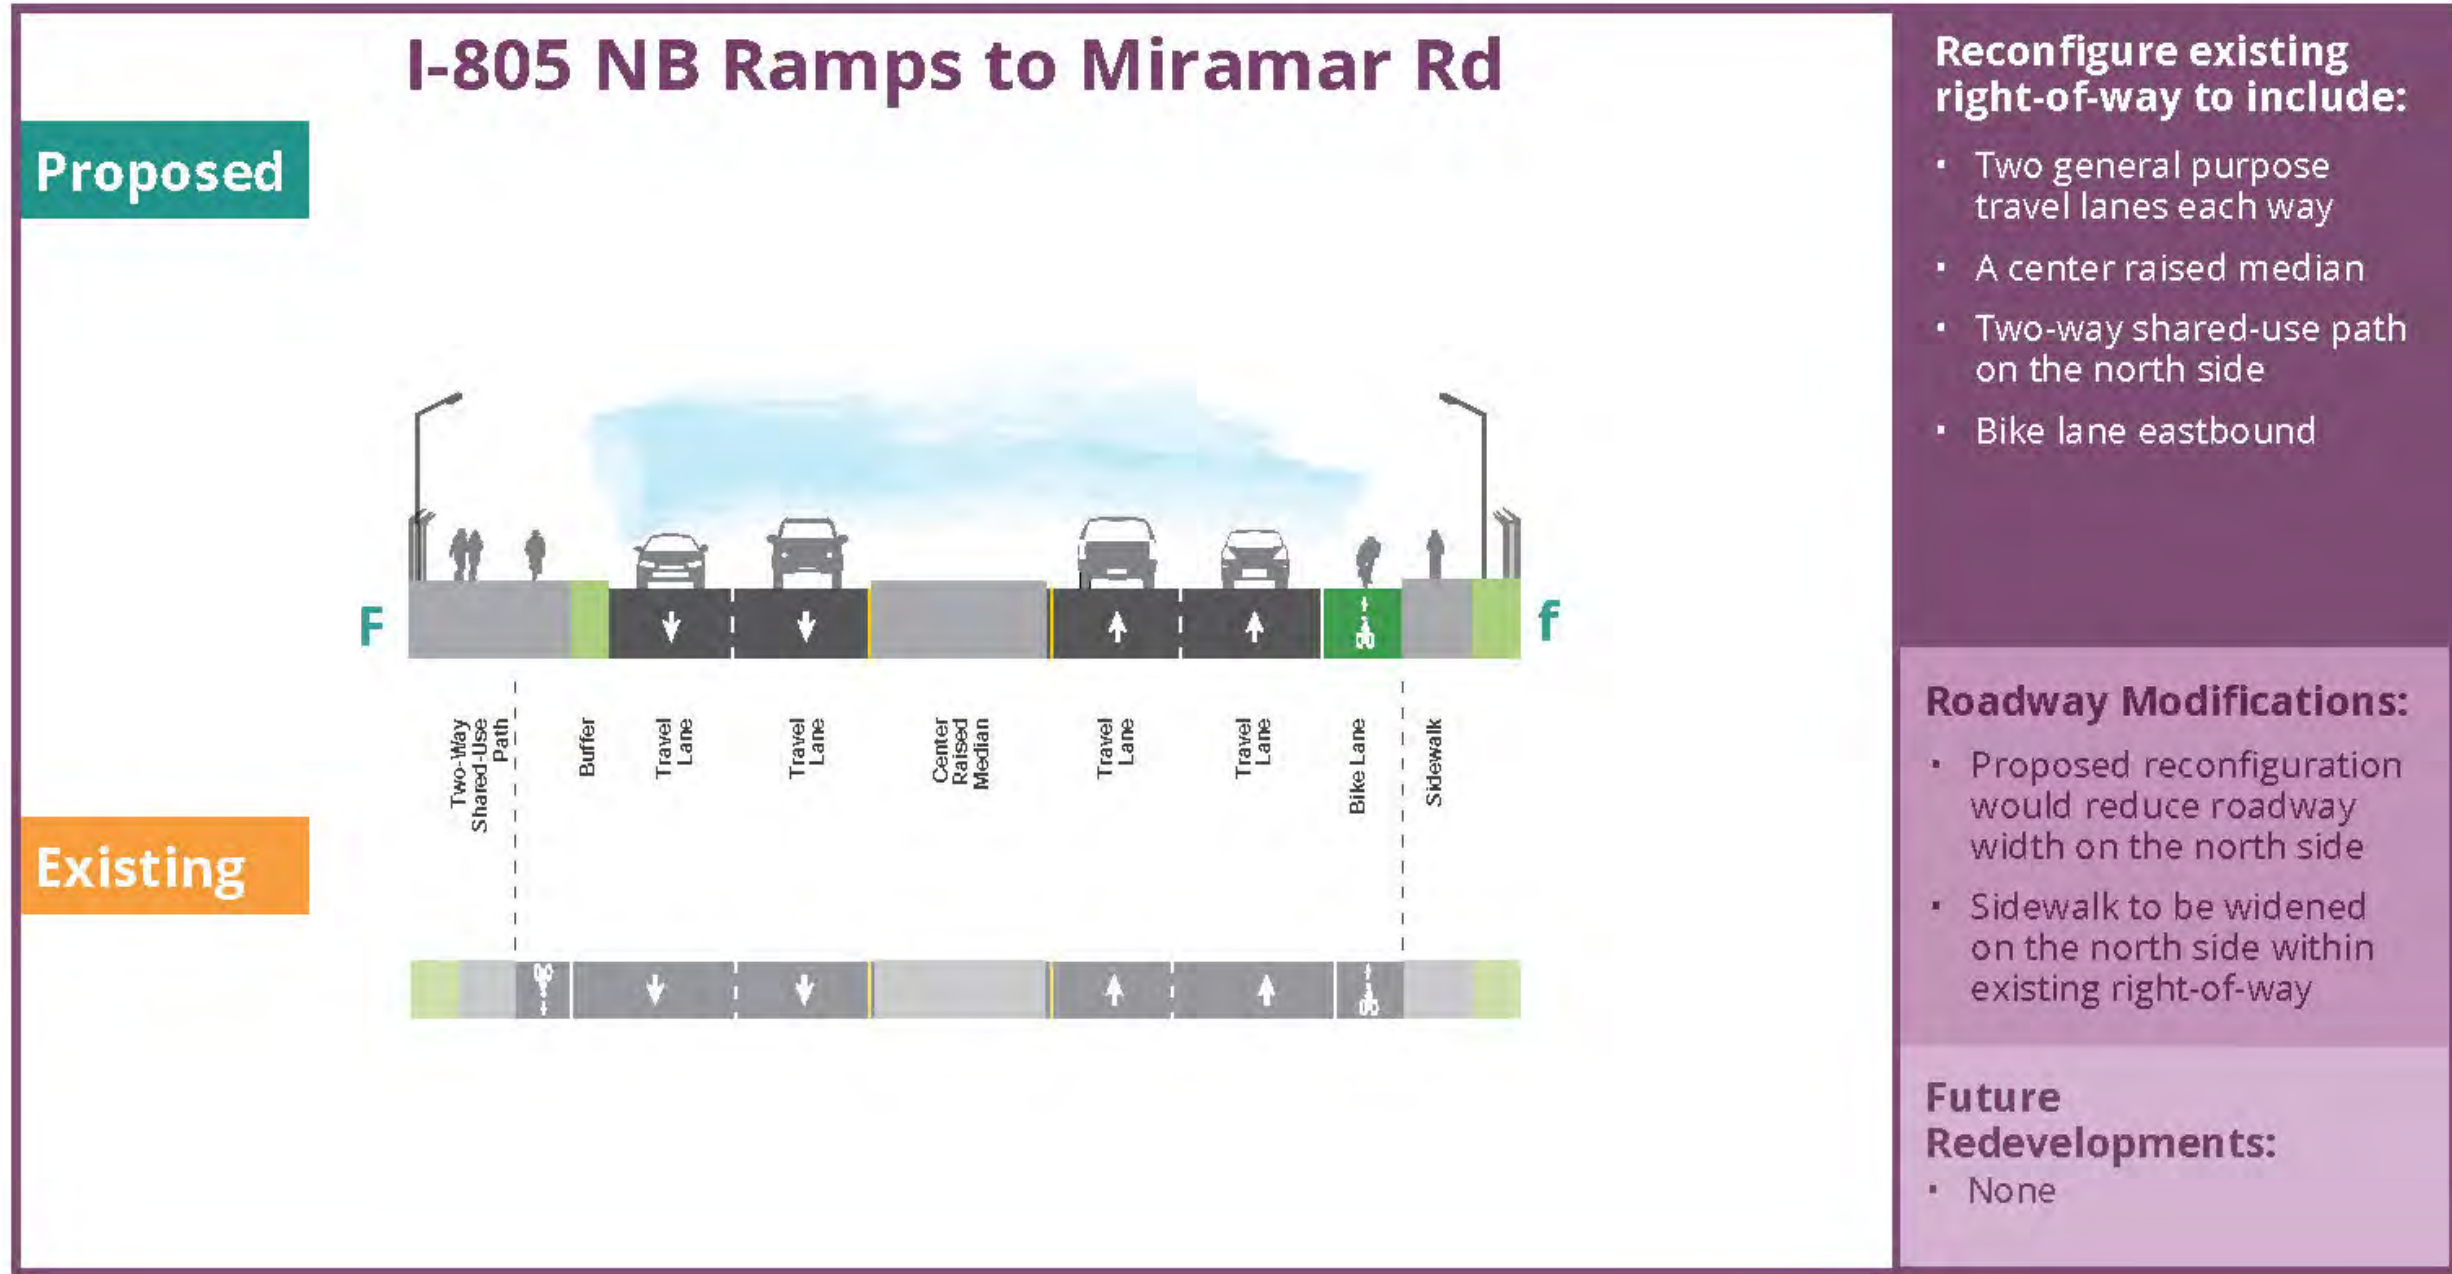 I-805 NB Ramps to Miramar Rd
Proposed
F
f
Two-Way
Shared-Use
Path
Buffer
Travel
Lane
Travel
Lane
Center
Raised
Median
Travel
Lane
Travel
Lane
Bike Lane
Sidewalk
Existing
Reconfigure existing
right-of-way to include:
· Two general purpose
travel lanes each way
· A center raised median
· Two-way shared-use path
on the north side
· Bike lane eastbound
Roadway Modifications:
· Proposed reconfiguration
would reduce roadway
width on the north side
· Sidewalk to be widened
on the north side within
existing right-of-way
Future
Redevelopments:
· None